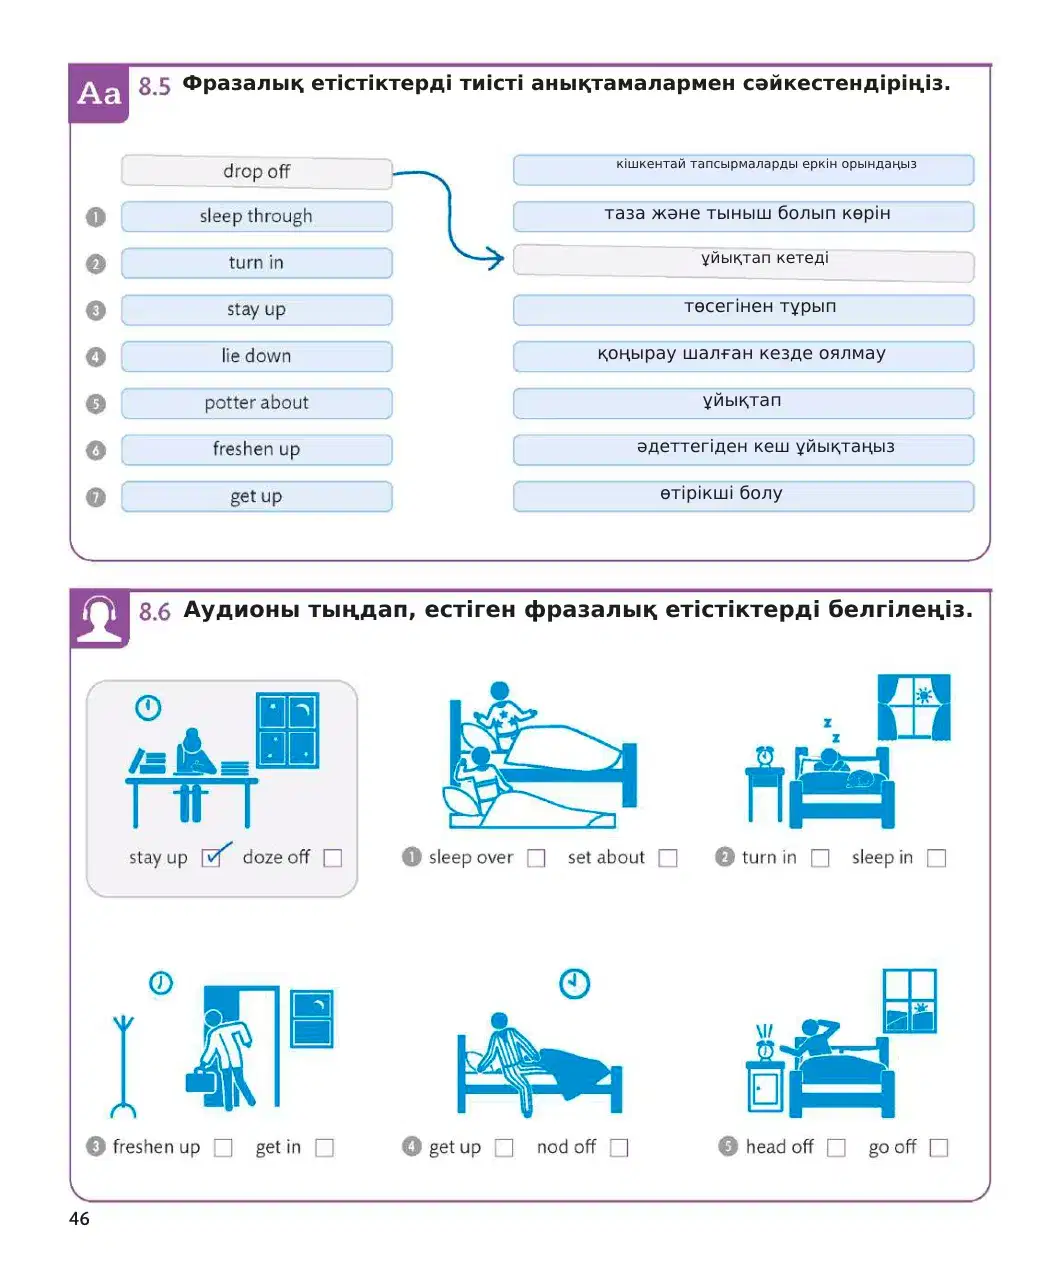 Aa 8.5 Фразалық етістіктерді тиісті анықтамалармен сәйкестендіріңіз.
drop off
кішкентай тапсырмаларды еркін орындаңыз
1 sleep through
таза және тыныш болып көрін
2 turn in
ұйықтап кетеді
3 stay up
төсегінен тұрып
4 lie down
қоңырау шалған кезде оялмау
5 potter about
ұйықтап
6 freshen up
әдеттегіден кеш ұйықтаңыз
7 get up
өтірікші болу
8.6 Аудионы тыңдап, естіген фразалық етістіктерді белгілеңіз.
z
z
stay up doze off
1 sleep over set about
2 turn in sleep in
3 freshen up get in
4 get up nod off
5 head off go off
46